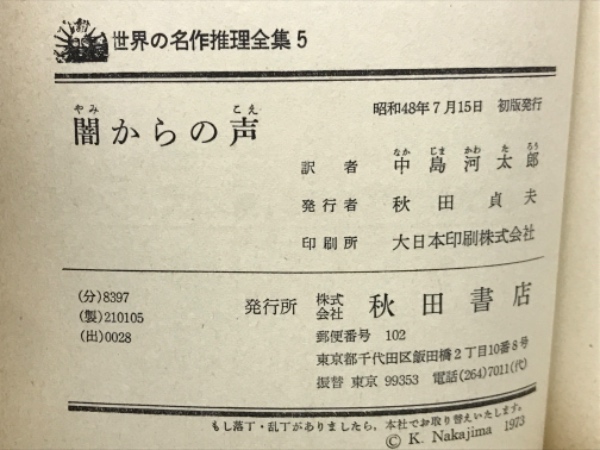 世界の名作推理全集 5
やみ こえ
闇からの声
昭和48年7月15日 初版発行
なか じま かわ た ろう
訳者 中島河太郎
発行者 秋田貞夫
印刷所 大日本印刷株式会社
(分)8397
(製)210105
(出)0028
発行所 株式会社 秋田書店
郵便番号 102
東京都千代田区飯田橋2丁目10番8号
振替 東京 99353 電話(264)7011(代)
もし落丁・乱丁がありましたら,本社でお取り替えいたします。
© K. Nakajima 1973